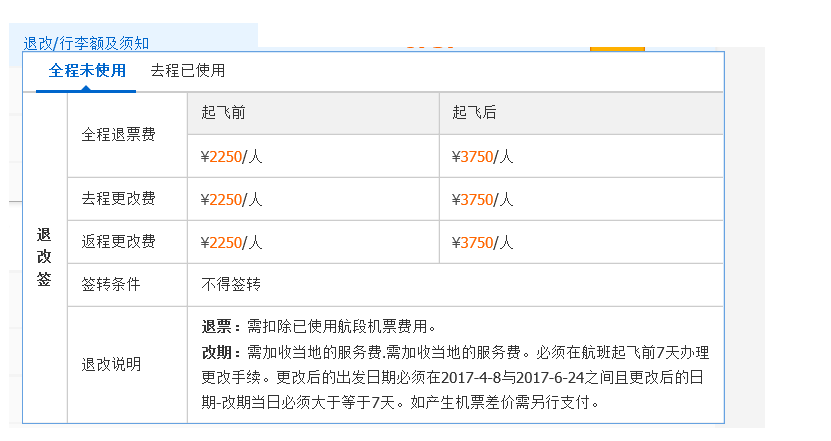 退改/行李额及须知
全程未使用 去程已使用
退改签
全程退票费 起飞前 起飞后
¥2250/人 ¥3750/人
去程更改费 ¥2250/人 ¥3750/人
返程更改费 ¥2250/人 ¥3750/人
签转条件 不得签转
退改说明
退票：需扣除已使用航段机票费用。
改期：需加收当地的服务费.需加收当地的服务费。必须在航班起飞前7天办理
更改手续。更改后的出发日期必须在2017-4-8与2017-6-24之间且更改后的日
期-改期当日必须大于等于7天。如产生机票差价需另行支付。